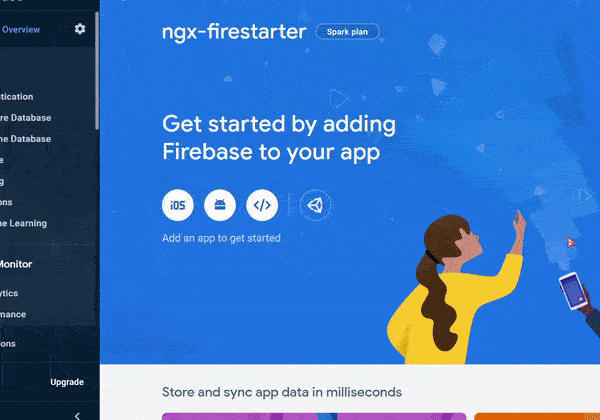 Overview
ngx-firestarter
Spark plan
tication
re Database
ne Database
e
g
ons
ne Learning
Monitor
ytics
mance
ons
Upgrade
Get started by adding
Firebase to your app
iOS
</>
Add an app to get started
Store and sync app data in milliseconds